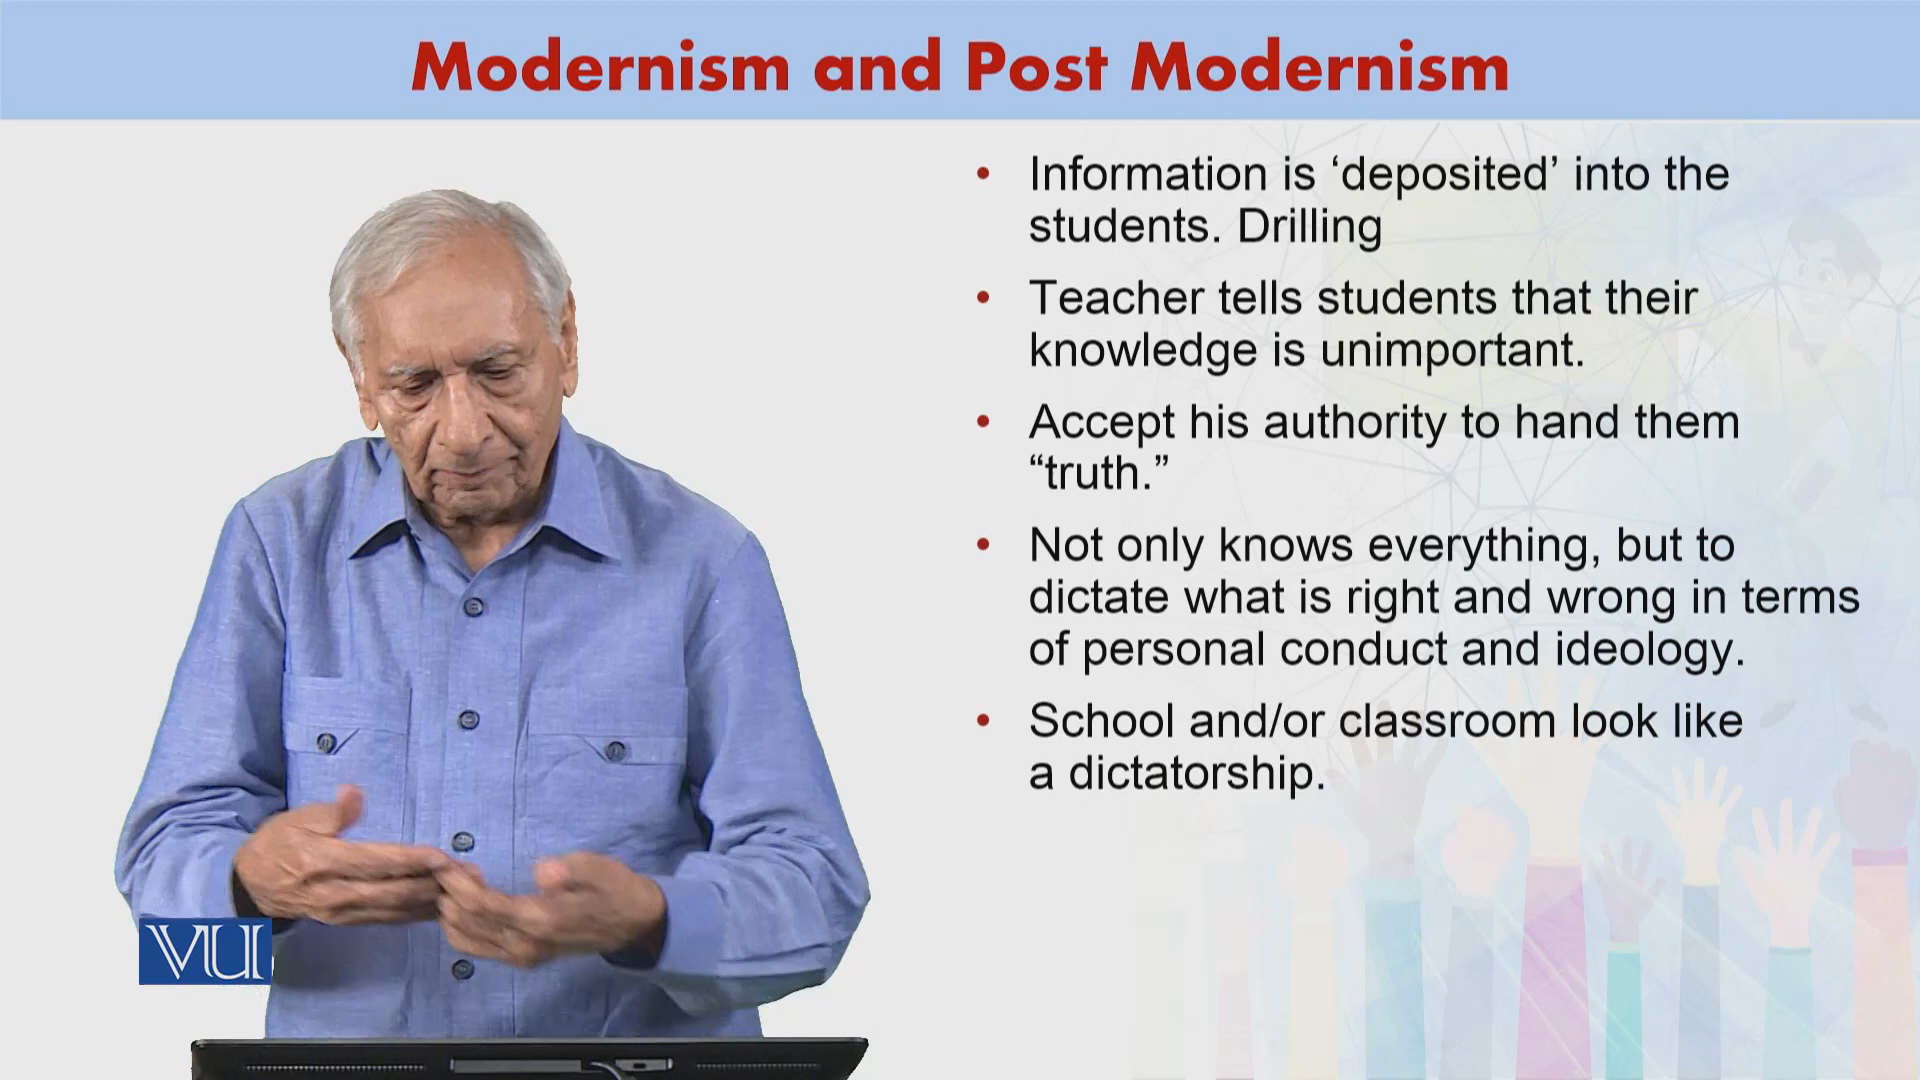 Modernism and Post Modernism
• Information is ‘deposited’ into the
students. Drilling
• Teacher tells students that their
knowledge is unimportant.
• Accept his authority to hand them
“truth.”
• Not only knows everything, but to
dictate what is right and wrong in terms
of personal conduct and ideology.
• School and/or classroom look like
a dictatorship.
VU